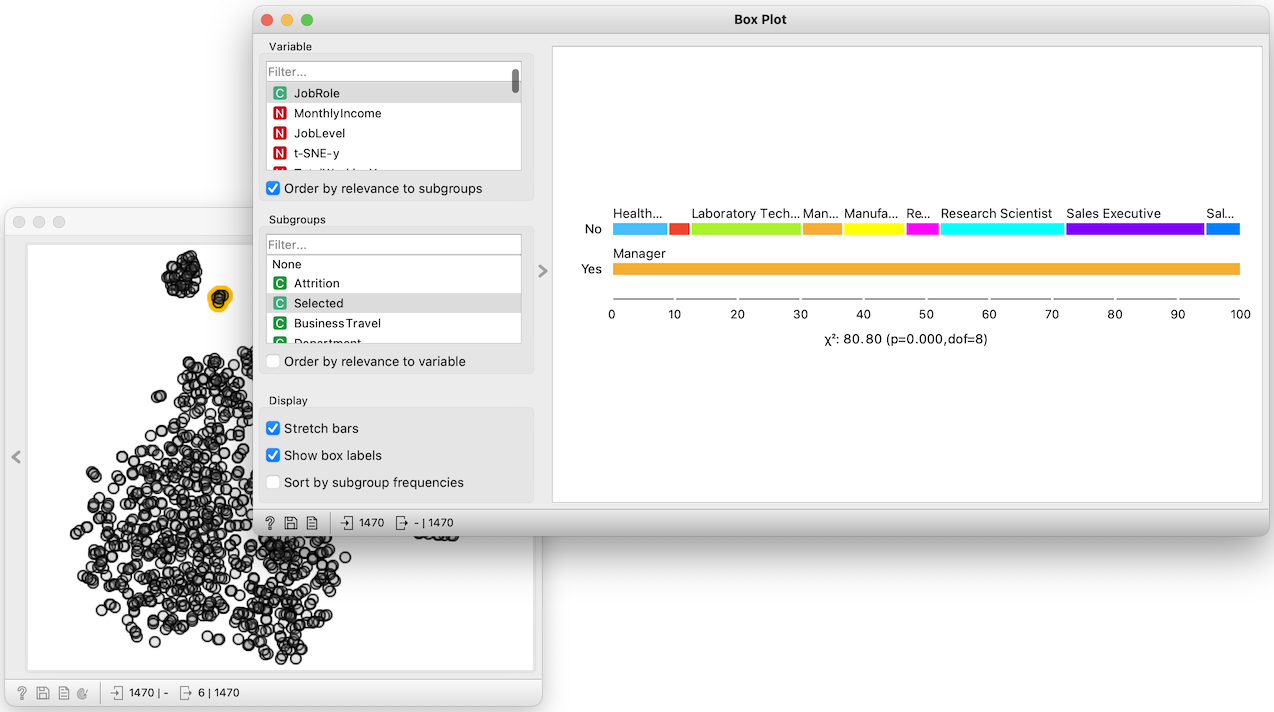 Box Plot
Variable
Filter...
C JobRole
N MonthlyIncome
N JobLevel
N t-SNE-y
Order by relevance to subgroups
Subgroups
Filter...
None
C Attrition
C Selected
C BusinessTravel
C Department
Order by relevance to variable
Display
Stretch bars
Show box labels
Sort by subgroup frequencies
? 1470 - | 1470
Health... Laboratory Tech... Man... Manufa... Re... Research Scientist Sales Executive Sal...
No
Manager
Yes
0 10 20 30 40 50 60 70 80 90 100
χ²: 80.80 (p=0.000, dof=8)
? 1470 | - 6 | 1470